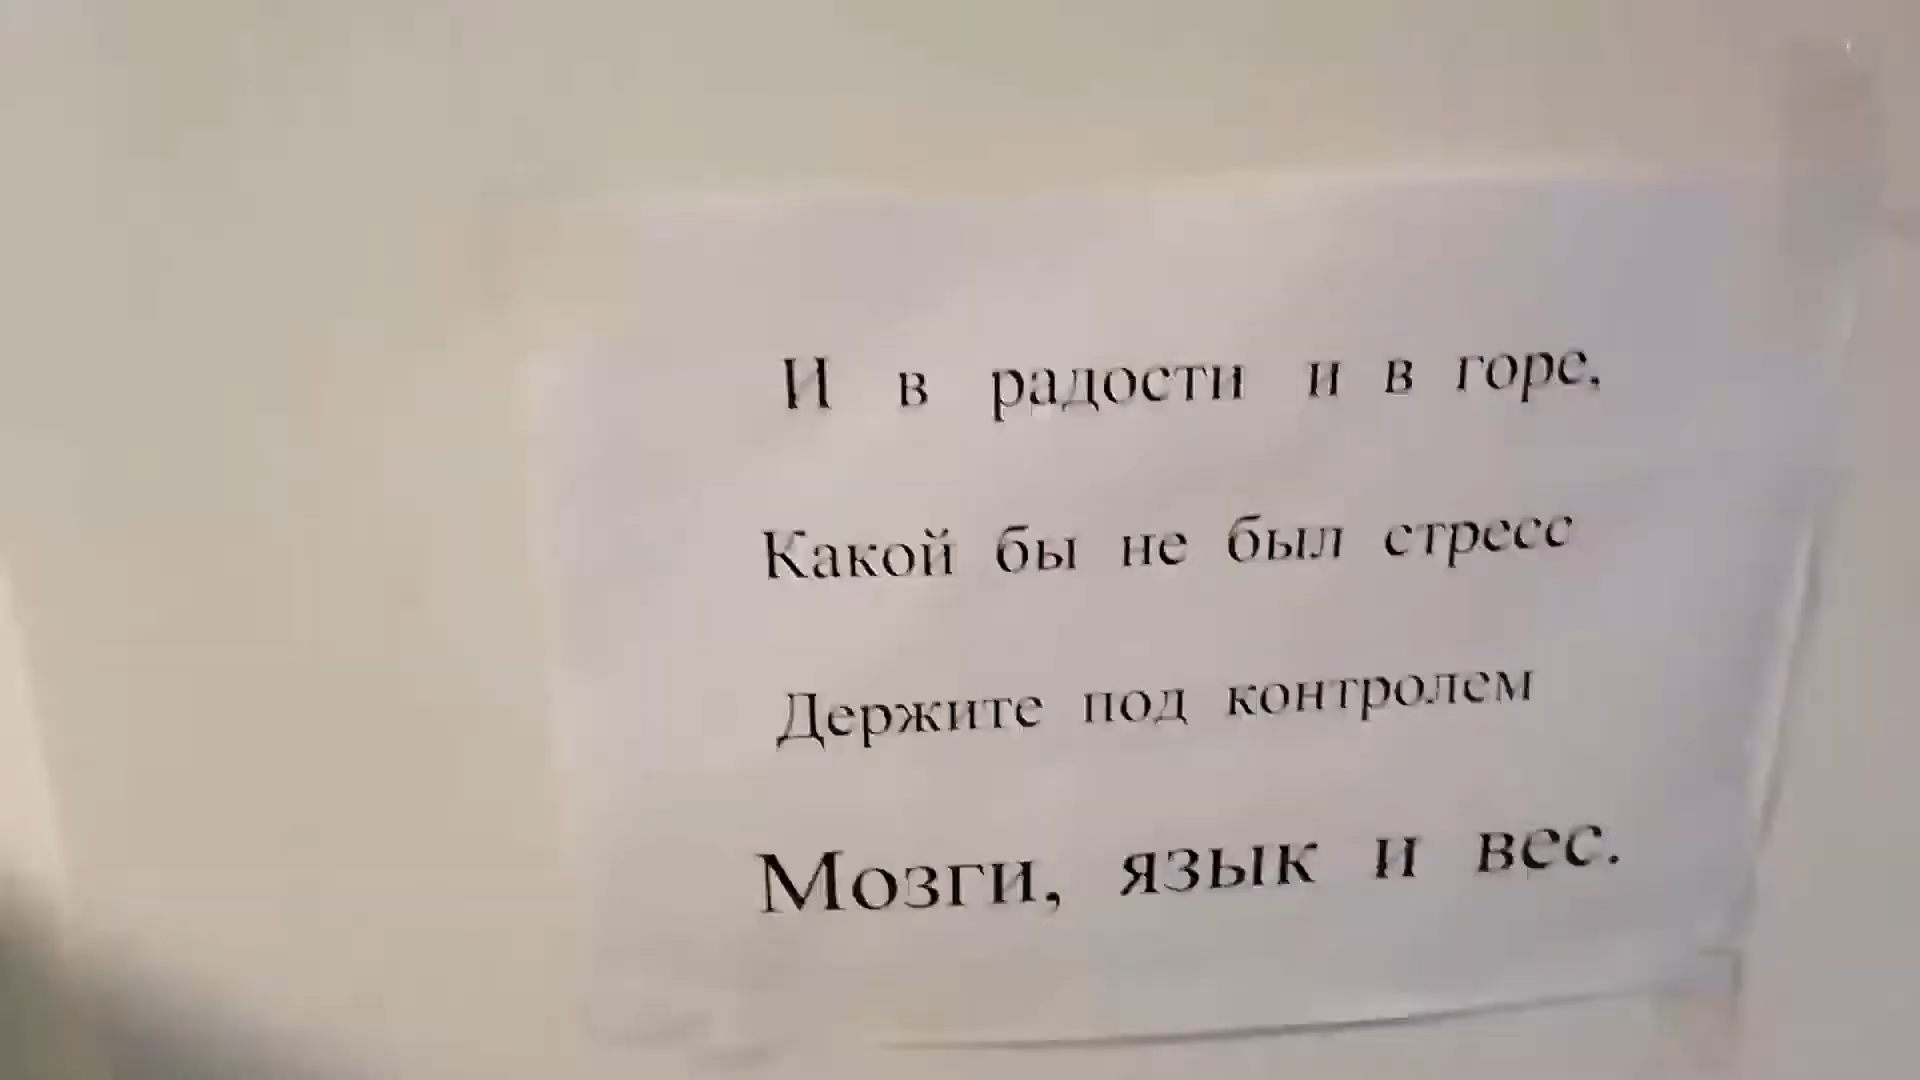 И в радости и в горе,
Какой бы не был стресс
Держите под контролем
Мозги, язык и вес.